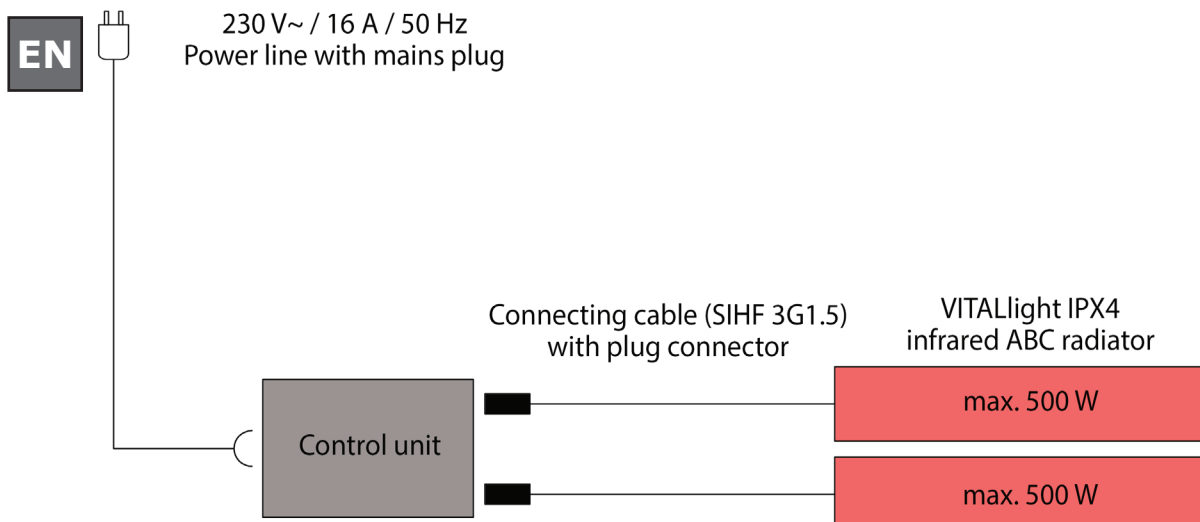 EN
230 V~ / 16 A / 50 Hz
Power line with mains plug
Connecting cable (SIHF 3G1.5)
with plug connector
VITALlight IPX4
infrared ABC radiator
Control unit
max. 500 W
max. 500 W